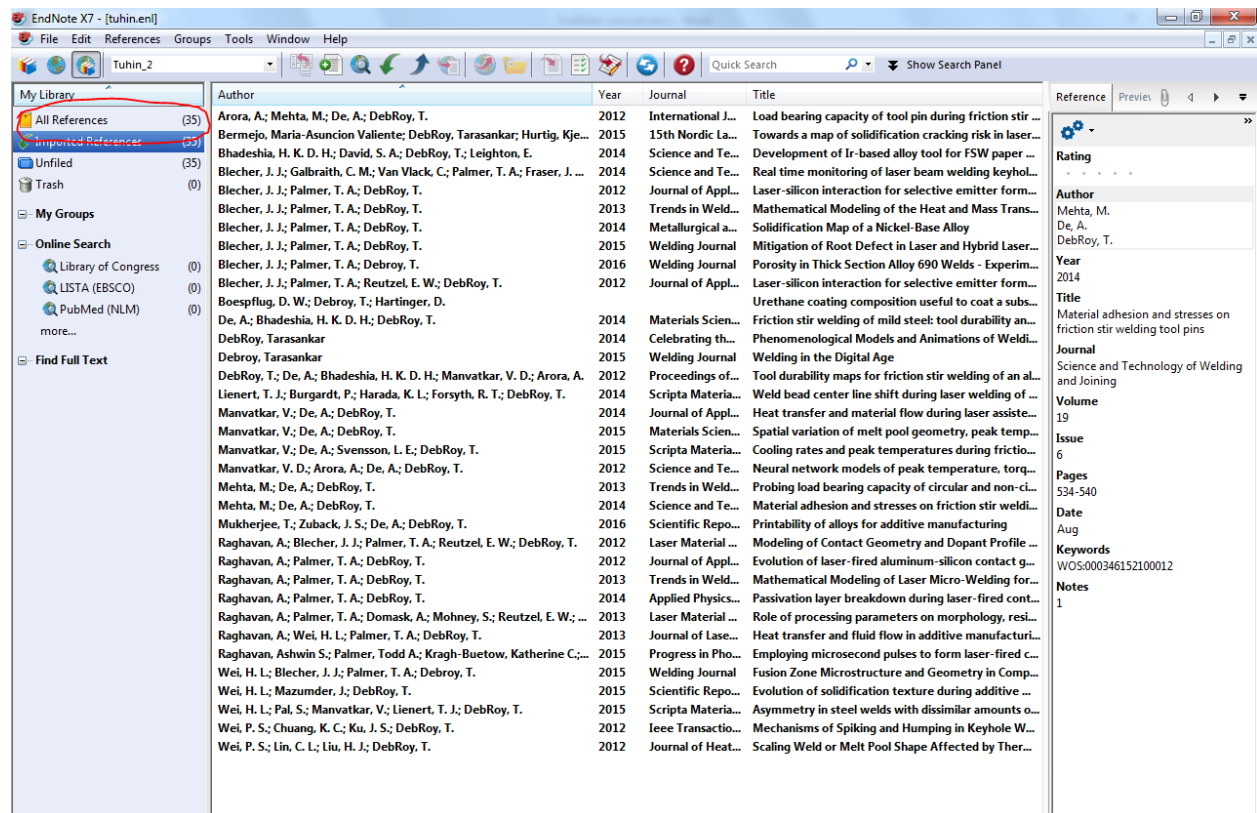 EndNote X7 - [tuhin.enl]
File Edit References Groups Tools Window Help
Tuhin_2 Quick Search Show Search Panel
My Library
All References (35)
Imported References (35)
Unfiled (35)
Trash (0)
My Groups
Online Search
Library of Congress (0)
LISTA (EBSCO) (0)
PubMed (NLM) (0)
more...
Find Full Text
Author Year Journal Title
Arora, A.; Mehta, M.; De, A.; DebRoy, T. 2012 International J... Load bearing capacity of tool pin during friction stir ...
Bermejo, Maria-Asuncion Valiente; DebRoy, Tarasankar; Hurtig, Kje... 2015 15th Nordic La... Towards a map of solidification cracking risk in laser...
Bhadeshia, H. K. D. H.; David, S. A.; DebRoy, T.; Leighton, E. 2014 Science and Te... Development of Ir-based alloy tool for FSW paper ...
Blecher, J. J.; Galbraith, C. M.; Van Vlack, C.; Palmer, T. A.; Fraser, J. ... 2014 Science and Te... Real time monitoring of laser beam welding keyhol...
Blecher, J. J.; Palmer, T. A.; DebRoy, T. 2012 Journal of Appl... Laser-silicon interaction for selective emitter form...
Blecher, J. J.; Palmer, T. A.; DebRoy, T. 2013 Trends in Weld... Mathematical Modeling of the Heat and Mass Trans...
Blecher, J. J.; Palmer, T. A.; DebRoy, T. 2014 Metallurgical a... Solidification Map of a Nickel-Base Alloy
Blecher, J. J.; Palmer, T. A.; DebRoy, T. 2015 Welding Journal Mitigation of Root Defect in Laser and Hybrid Laser...
Blecher, J. J.; Palmer, T. A.; Debroy, T. 2016 Welding Journal Porosity in Thick Section Alloy 690 Welds - Experim...
Blecher, J. J.; Palmer, T. A.; Reutzel, E. W.; DebRoy, T. 2012 Journal of Appl... Laser-silicon interaction for selective emitter form...
Boespflug, D. W.; Debroy, T.; Hartinger, D. Urethane coating composition useful to coat a subs...
De, A.; Bhadeshia, H. K. D. H.; DebRoy, T. 2014 Materials Scien... Friction stir welding of mild steel: tool durability an...
DebRoy, Tarasankar 2014 Celebrating th... Phenomenological Models and Animations of Weldi...
Debroy, Tarasankar 2015 Welding Journal Welding in the Digital Age
DebRoy, T.; De, A.; Bhadeshia, H. K. D. H.; Manvatkar, V. D.; Arora, A. 2012 Proceedings of... Tool durability maps for friction stir welding of an al...
Lienert, T. J.; Burgardt, P.; Harada, K. L.; Forsyth, R. T.; DebRoy, T. 2014 Scripta Materia... Weld bead center line shift during laser welding of ...
Manvatkar, V.; De, A.; DebRoy, T. 2014 Journal of Appl... Heat transfer and material flow during laser assiste...
Manvatkar, V.; De, A.; DebRoy, T. 2015 Materials Scien... Spatial variation of melt pool geometry, peak temp...
Manvatkar, V.; De, A.; Svensson, L. E.; DebRoy, T. 2015 Scripta Materia... Cooling rates and peak temperatures during frictio...
Manvatkar, V. D.; Arora, A.; De, A.; DebRoy, T. 2012 Science and Te... Neural network models of peak temperature, torq...
Mehta, M.; De, A.; DebRoy, T. 2013 Trends in Weld... Probing load bearing capacity of circular and non-ci...
Mehta, M.; De, A.; DebRoy, T. 2014 Science and Te... Material adhesion and stresses on friction stir weldi...
Mukherjee, T.; Zuback, J. S.; De, A.; DebRoy, T. 2016 Scientific Repo... Printability of alloys for additive manufacturing
Raghavan, A.; Blecher, J. J.; Palmer, T. A.; Reutzel, E. W.; DebRoy, T. 2012 Laser Material ... Modeling of Contact Geometry and Dopant Profile ...
Raghavan, A.; Palmer, T. A.; DebRoy, T. 2012 Journal of Appl... Evolution of laser-fired aluminum-silicon contact g...
Raghavan, A.; Palmer, T. A.; DebRoy, T. 2013 Trends in Weld... Mathematical Modeling of Laser Micro-Welding for...
Raghavan, A.; Palmer, T. A.; DebRoy, T. 2014 Applied Physics... Passivation layer breakdown during laser-fired cont...
Raghavan, A.; Palmer, T. A.; Domask, A.; Mohney, S.; Reutzel, E. W.; ... 2013 Laser Material ... Role of processing parameters on morphology, resi...
Raghavan, A.; Wei, H. L.; Palmer, T. A.; DebRoy, T. 2013 Journal of Lase... Heat transfer and fluid flow in additive manufacturi...
Raghavan, Ashwin S.; Palmer, Todd A.; Kragh-Buetow, Katherine C.;... 2015 Progress in Pho... Employing microsecond pulses to form laser-fired c...
Wei, H. L.; Blecher, J. J.; Palmer, T. A.; Debroy, T. 2015 Welding Journal Fusion Zone Microstructure and Geometry in Comp...
Wei, H. L.; Mazumder, J.; DebRoy, T. 2015 Scientific Repo... Evolution of solidification texture during additive ...
Wei, H. L.; Pal, S.; Manvatkar, V.; Lienert, T. J.; DebRoy, T. 2015 Scripta Materia... Asymmetry in steel welds with dissimilar amounts o...
Wei, P. S.; Chuang, K. C.; Ku, J. S.; DebRoy, T. 2012 Ieee Transactio... Mechanisms of Spiking and Humping in Keyhole W...
Wei, P. S.; Lin, C. L.; Liu, H. J.; DebRoy, T. 2012 Journal of Heat... Scaling Weld or Melt Pool Shape Affected by Ther...
Reference Previev
Rating
Author
Mehta, M.
De, A.
DebRoy, T.
Year
2014
Title
Material adhesion and stresses on
friction stir welding tool pins
Journal
Science and Technology of Welding
and Joining
Volume
19
Issue
6
Pages
534-540
Date
Aug
Keywords
WOS:000346152100012
Notes
1